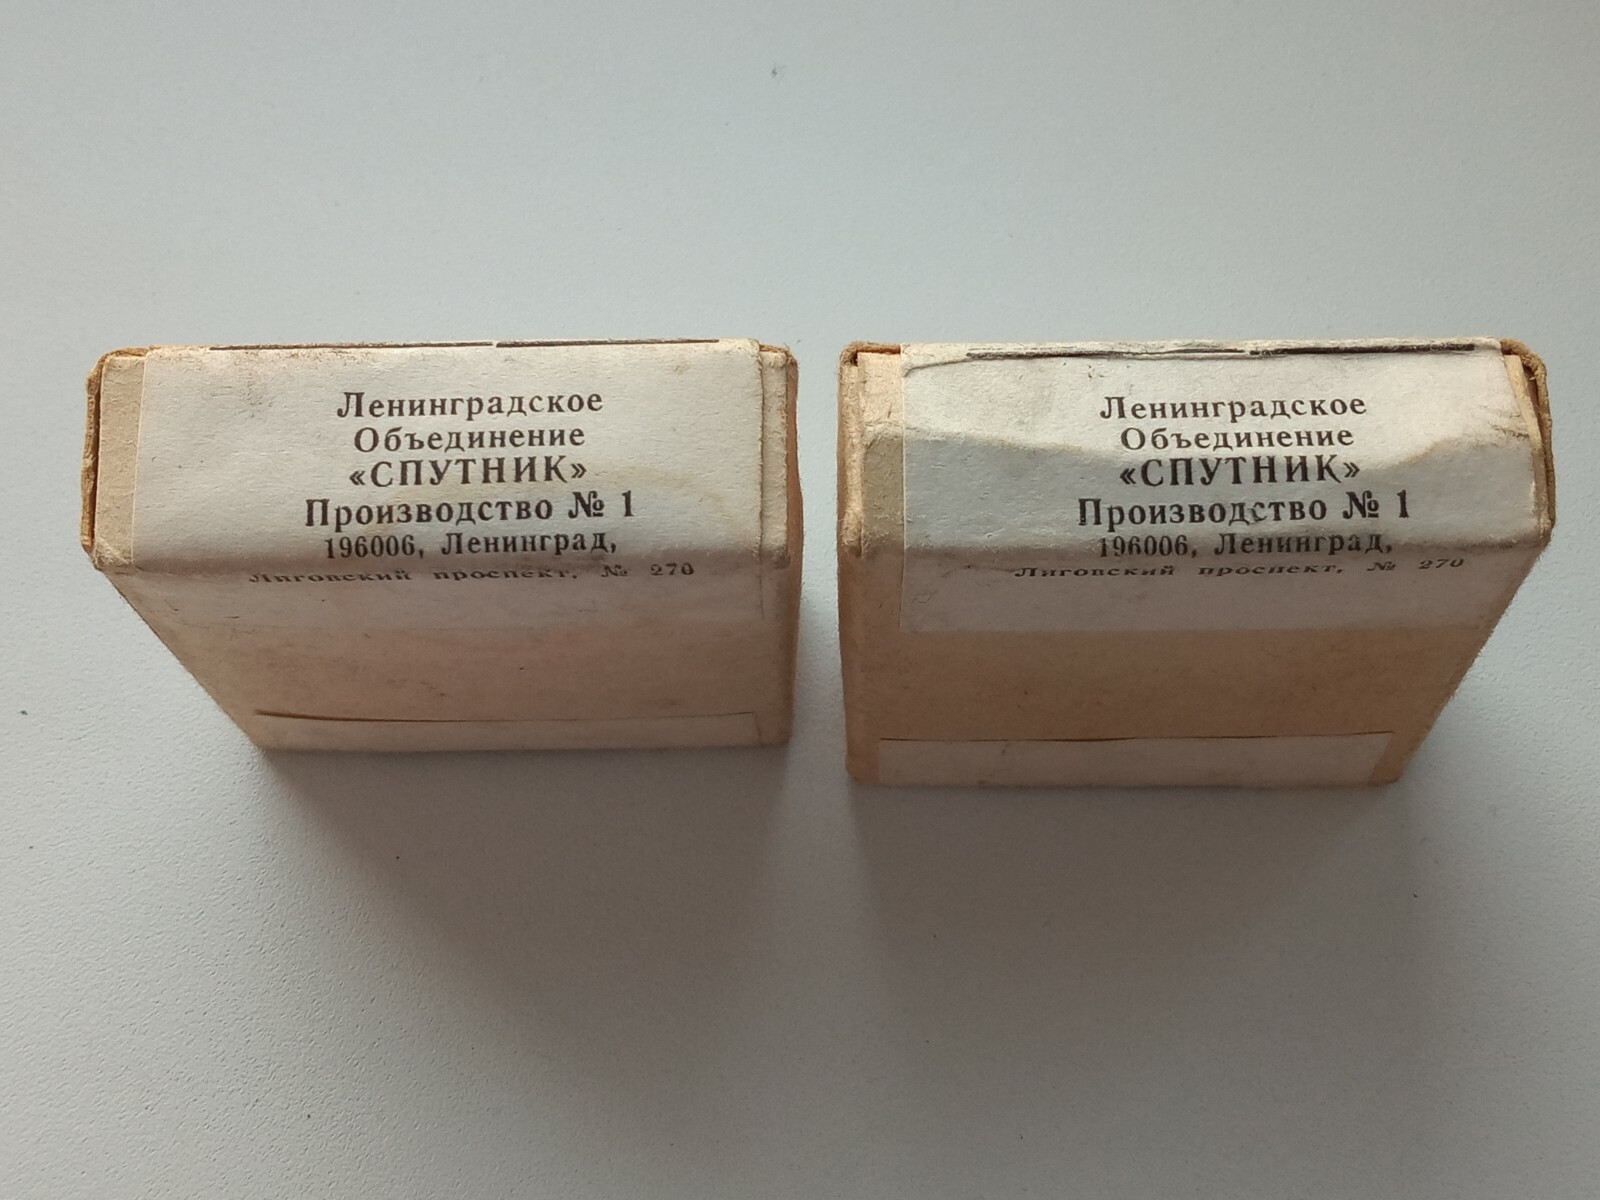 Ленинградское
Объединение
«СПУТНИК»
Производство № 1
196006, Ленинград,
Лиговский проспект, № 270
Ленинградское
Объединение
«СПУТНИК»
Производство № 1
196006, Ленинград,
Лиговский проспект, № 270